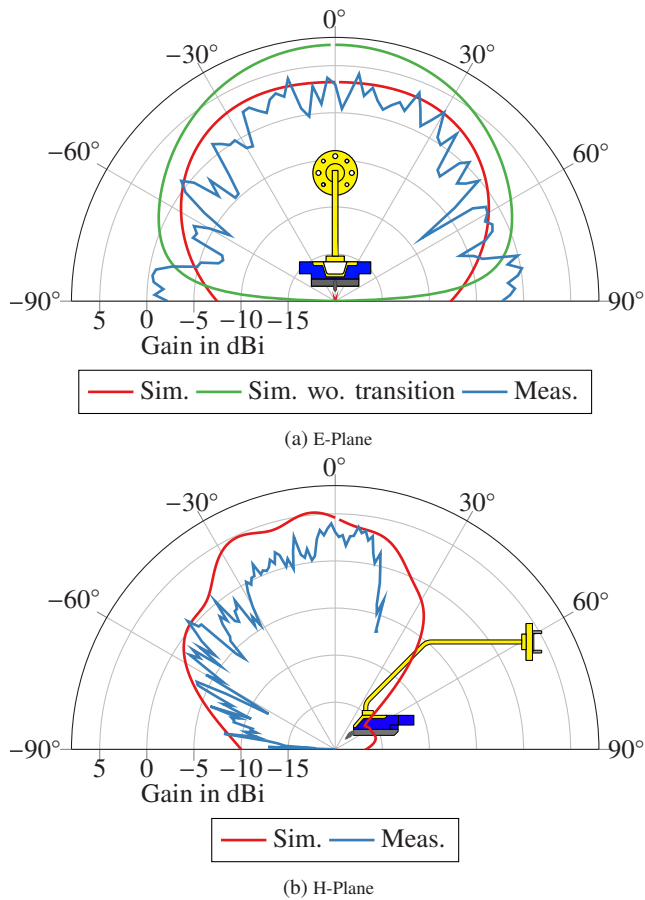 0°
−30° 30°
−60° 60°
−90° 90°
5 0 −5 −10 −15
Gain in dBi
Sim. Sim. wo. transition Meas.
(a) E-Plane
0°
−30° 30°
−60° 60°
−90° 90°
5 0 −5 −10 −15
Gain in dBi
Sim. Meas.
(b) H-Plane